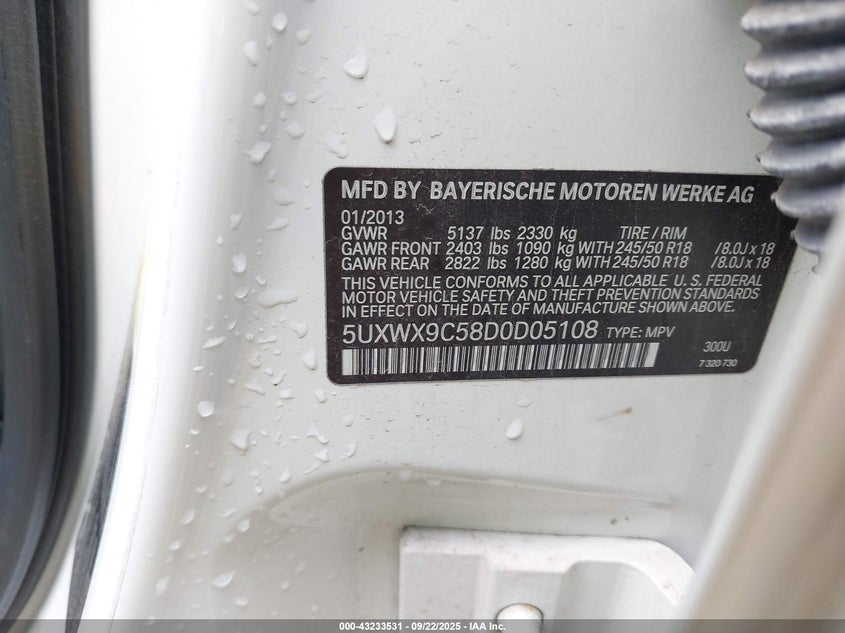 MFD BY BAYERISCHE MOTOREN WERKE AG
01/2013
GVWR 5137 lbs 2330 kg TIRE / RIM
GAWR FRONT 2403 lbs 1090 kg WITH 245/50 R18 /8.0J x 18
GAWR REAR 2822 lbs 1280 kg WITH 245/50 R18 /8.0J x 18
THIS VEHICLE CONFORMS TO ALL APPLICABLE U. S. FEDERAL
MOTOR VEHICLE SAFETY AND THEFT PREVENTION STANDARDS
IN EFFECT ON THE DATE OF MANUFACTURE SHOWN ABOVE.
5UXWX9C58D0D05108 TYPE: MPV
300U
7 320 730
000-43233531 - 09/22/2025 - IAA Inc.